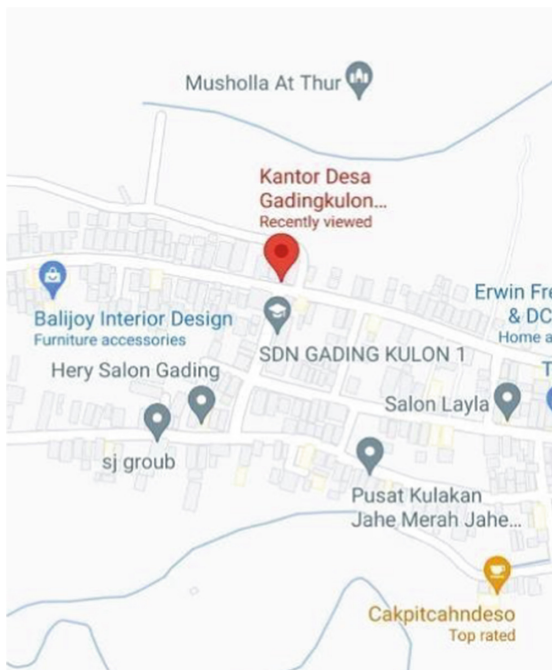 Musholla At Thur
Kantor Desa
Gadingkulon...
Recently viewed
Balijoy Interior Design
Furniture accessories
SDN GADING KULON 1
Erwin Fre
& DC
Home a
T
Hery Salon Gading
Salon Layla
sj groub
Pusat Kulakan
Jahe Merah Jahe...
Cakpitcahndeso
Top rated